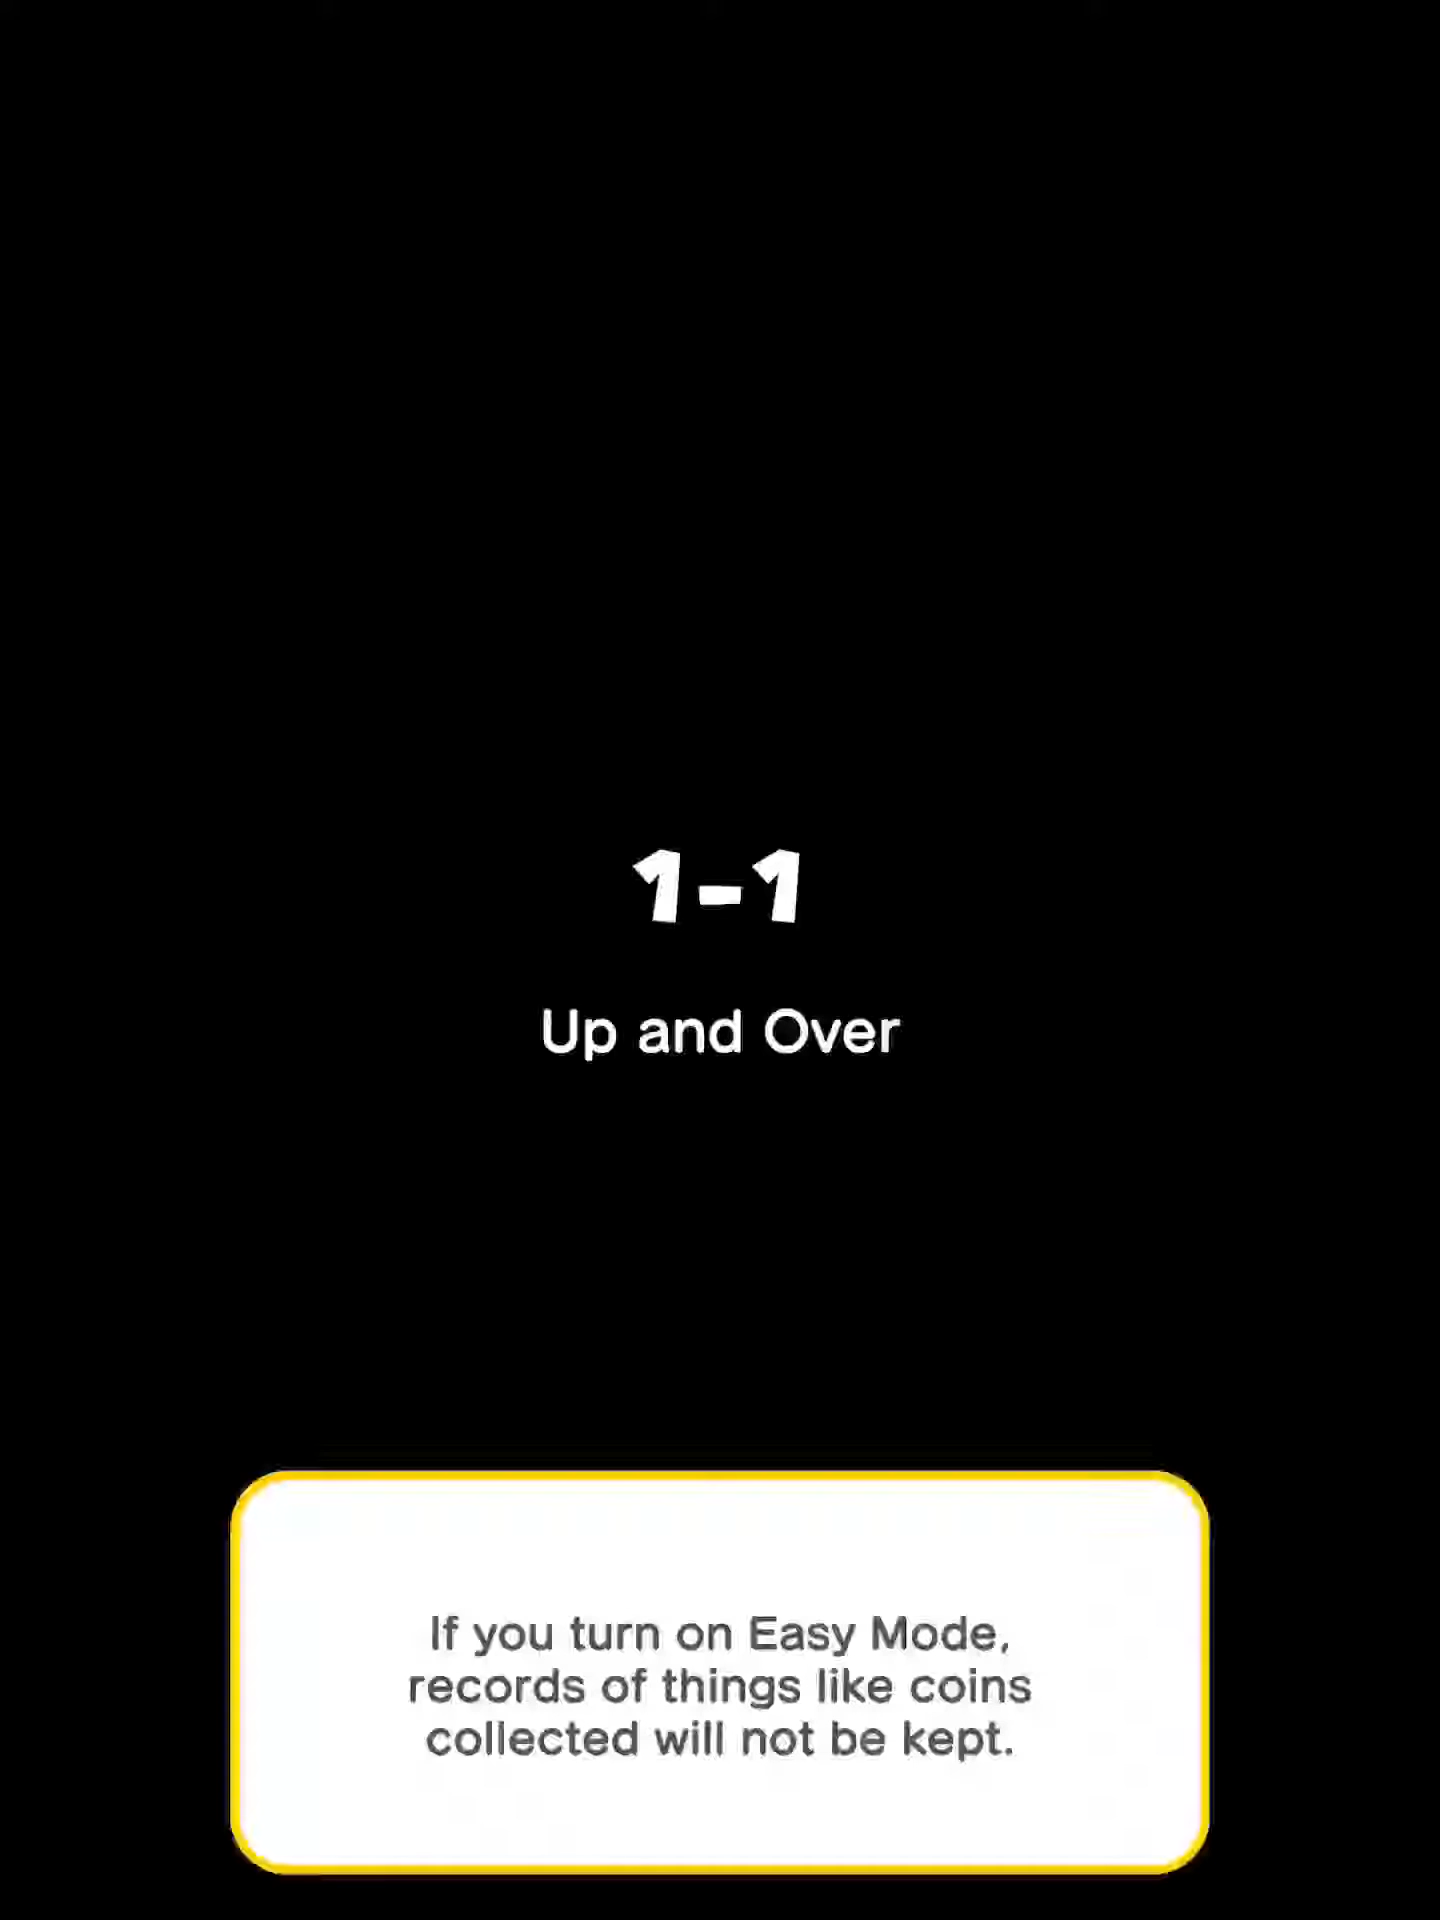 1-1
Up and Over
If you turn on Easy Mode,
records of things like coins
collected will not be kept.